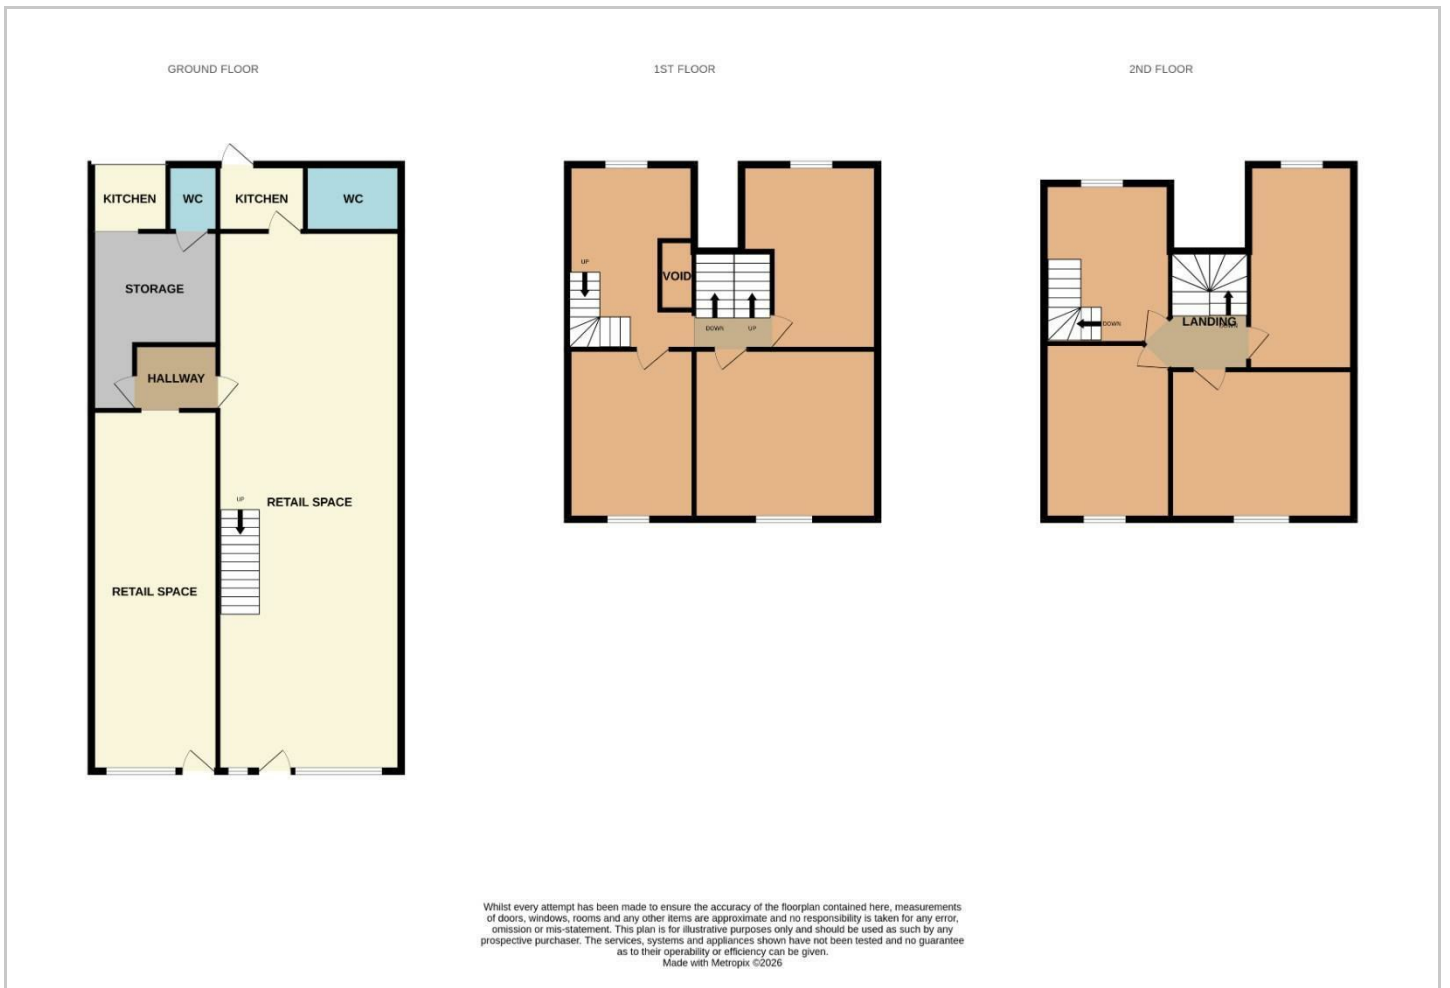 GROUND FLOOR
1ST FLOOR
2ND FLOOR
KITCHEN
WC
KITCHEN
WC
STORAGE
HALLWAY
UP
RETAIL SPACE
RETAIL SPACE
UP
VOID
DOWN
UP
DOWN
LANDING
DOWN
Whilst every attempt has been made to ensure the accuracy of the floorplan contained here, measurements
of doors, windows, rooms and any other items are approximate and no responsibility is taken for any error,
omission or mis-statement. This plan is for illustrative purposes only and should be used as such by any
prospective purchaser. The services, systems and appliances shown have not been tested and no guarantee
as to their operability or efficiency can be given.
Made with Metropix ©2026